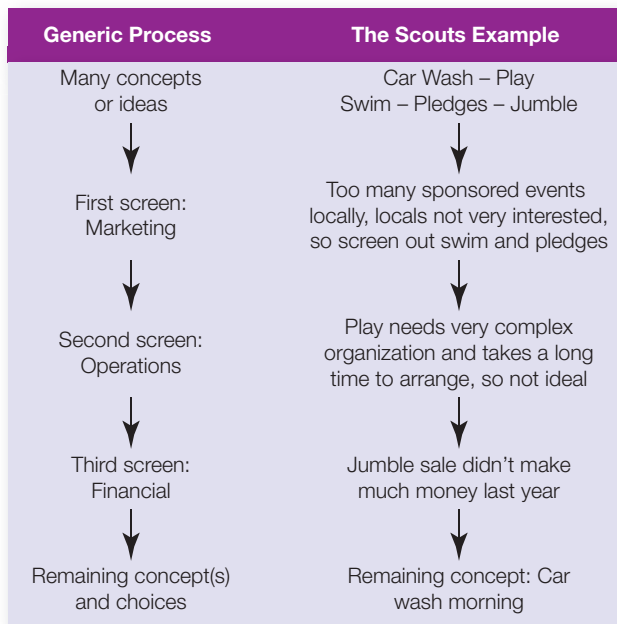 Generic Process
The Scouts Example
Many concepts
or ideas
Car Wash – Play
Swim – Pledges – Jumble
First screen:
Marketing
Too many sponsored events
locally, locals not very interested,
so screen out swim and pledges
Second screen:
Operations
Play needs very complex
organization and takes a long
time to arrange, so not ideal
Third screen:
Financial
Jumble sale didn’t make
much money last year
Remaining concept(s)
and choices
Remaining concept: Car
wash morning